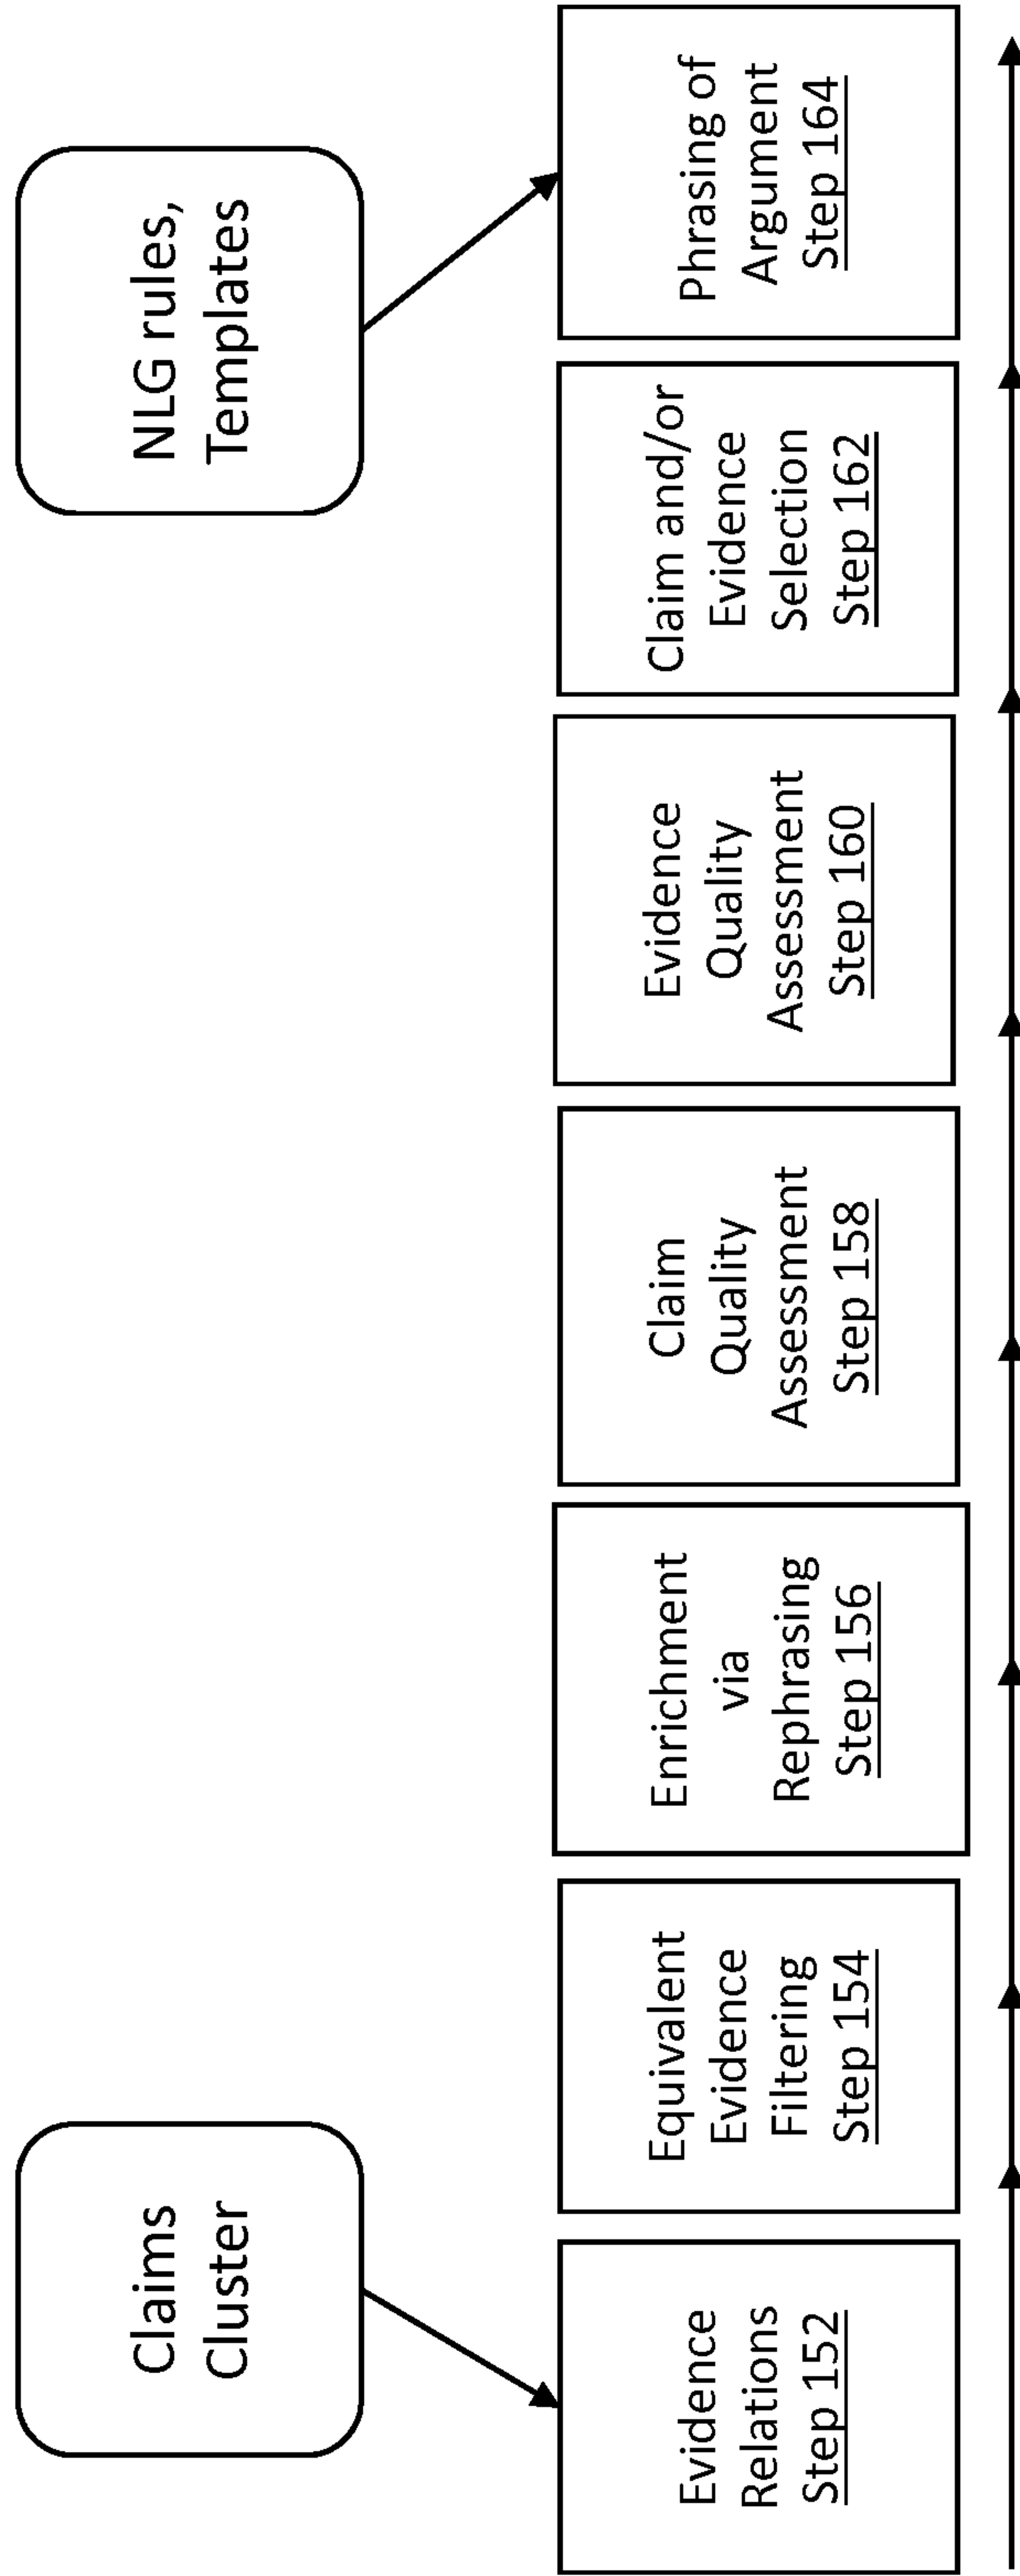 Claims
Cluster
NLG rules,
Templates
Evidence
Relations
Step 152
Equivalent
Evidence
Filtering
Step 154
Enrichment
via
Rephrasing
Step 156
Claim
Quality
Assessment
Step 158
Evidence
Quality
Assessment
Step 160
Claim and/or
Evidence
Selection
Step 162
Phrasing of
Argument
Step 164